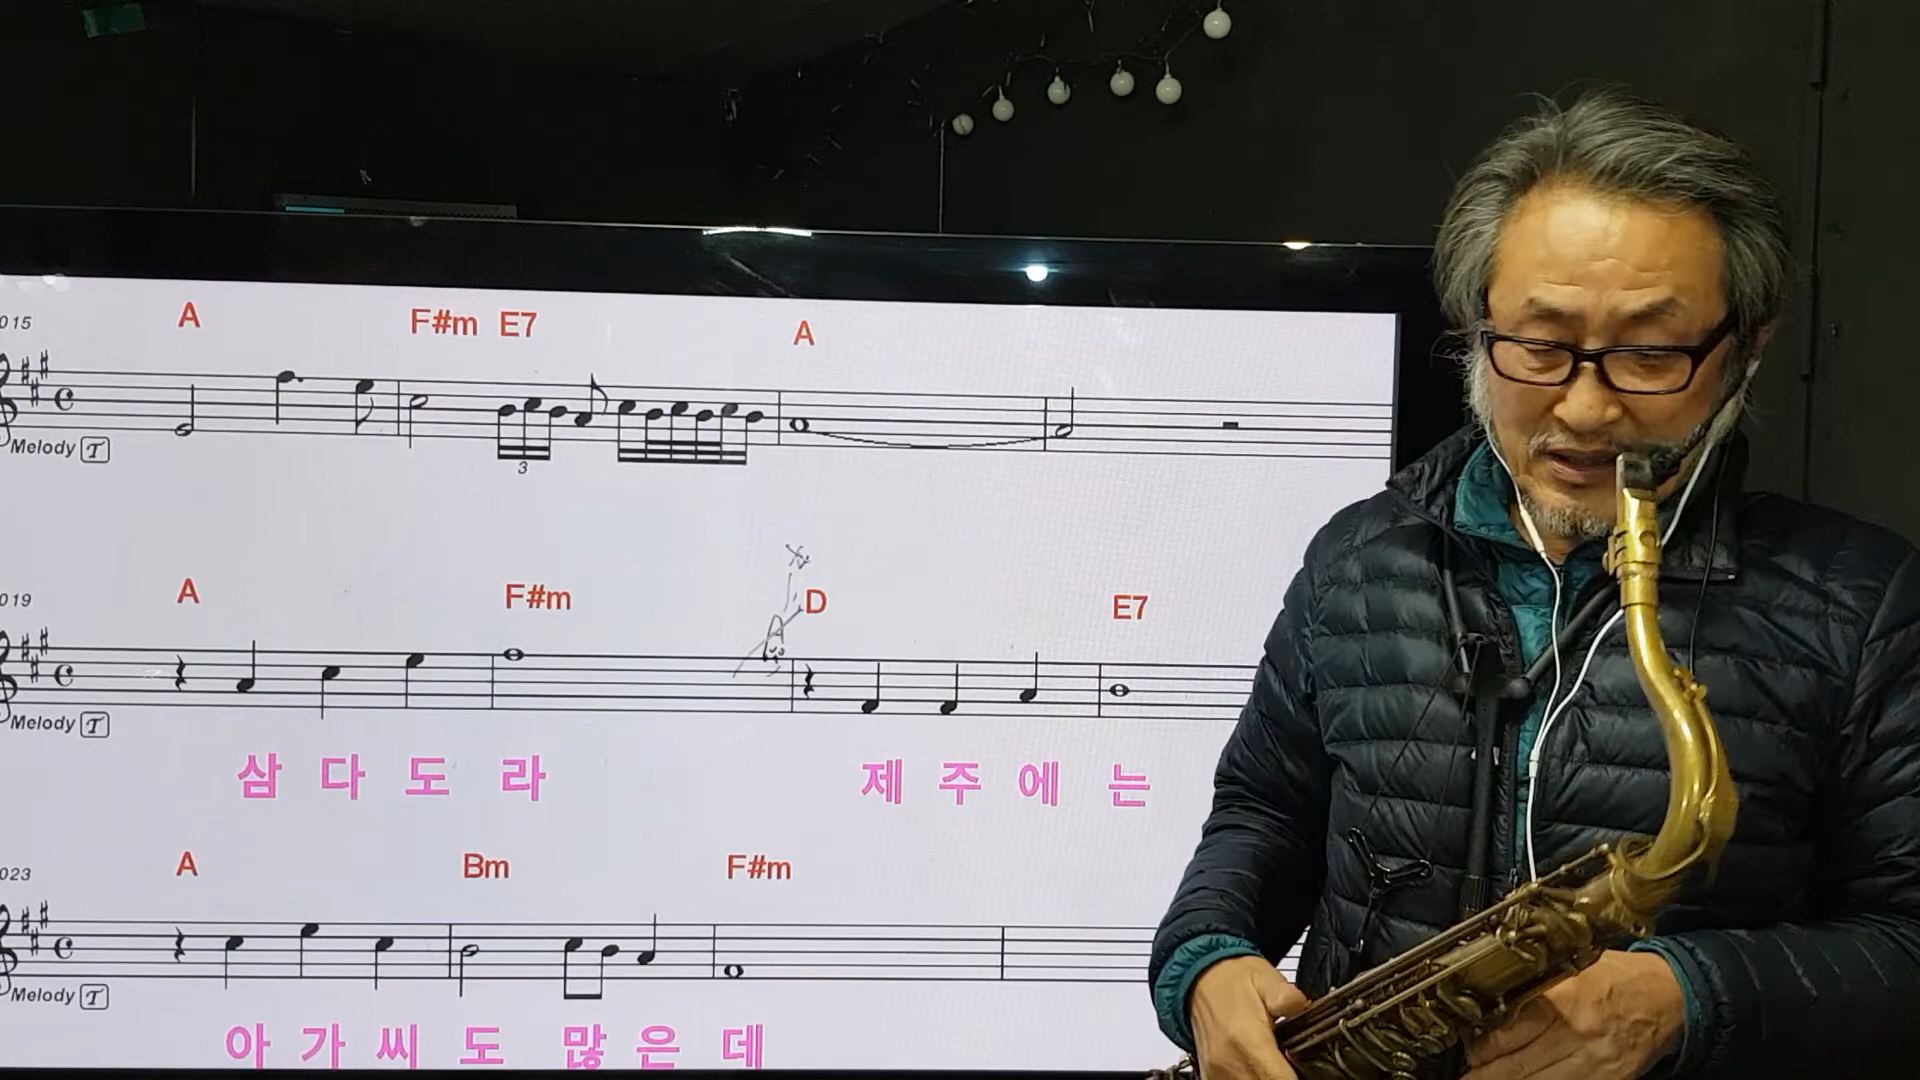 015 A F#m E7 A
Melody T
3
019 A F#m D E7
Melody T
삼 다 도 라 제 주 에 는
023 A Bm F#m
Melody T
아 가 씨 도 많 은 데